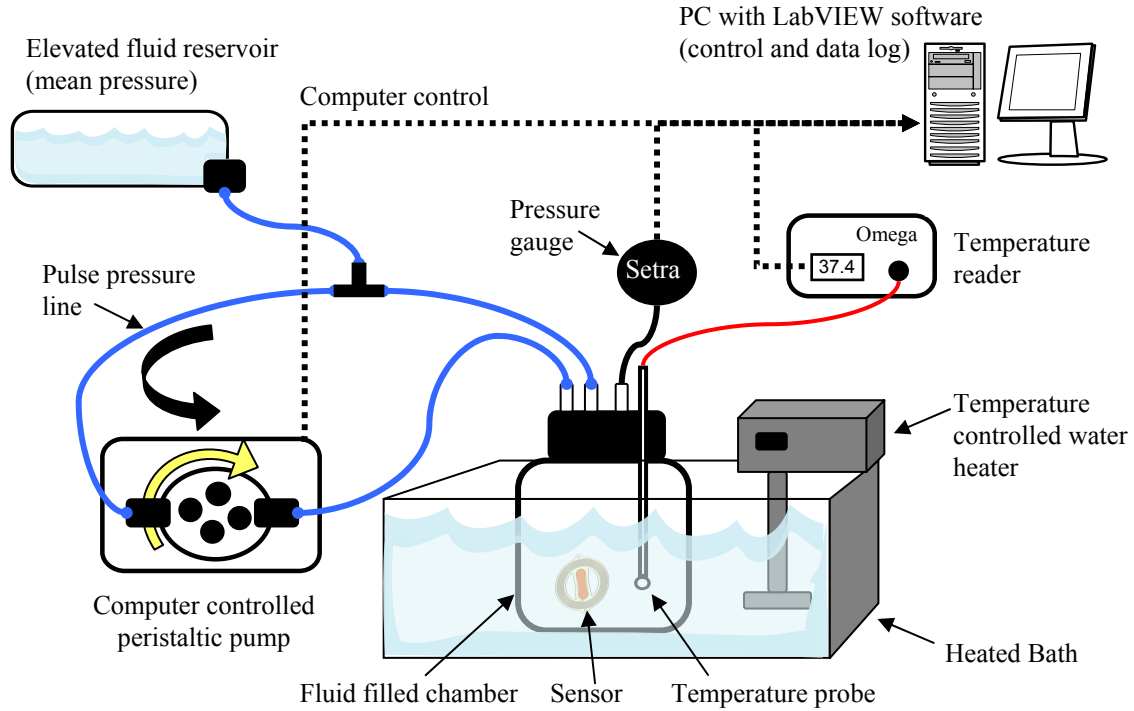 PC with LabVIEW software
(control and data log)
Elevated fluid reservoir
(mean pressure)
Computer control
Pressure
gauge
Setra
Omega
37.4
Temperature
reader
Pulse pressure
line
Temperature
controlled water
heater
Computer controlled
peristaltic pump
Heated Bath
Fluid filled chamber
Sensor
Temperature probe